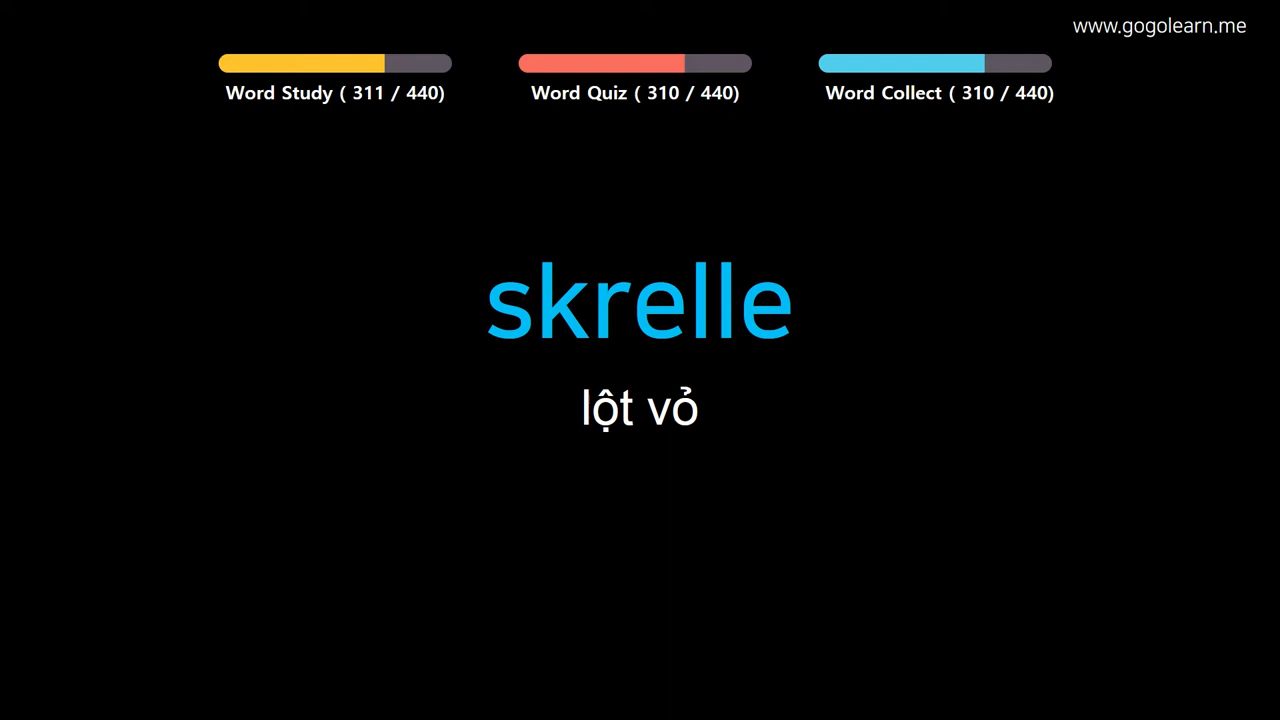 www.gogolearn.me
Word Study ( 311 / 440)
Word Quiz ( 310 / 440)
Word Collect ( 310 / 440)
skrelle
lột vỏ